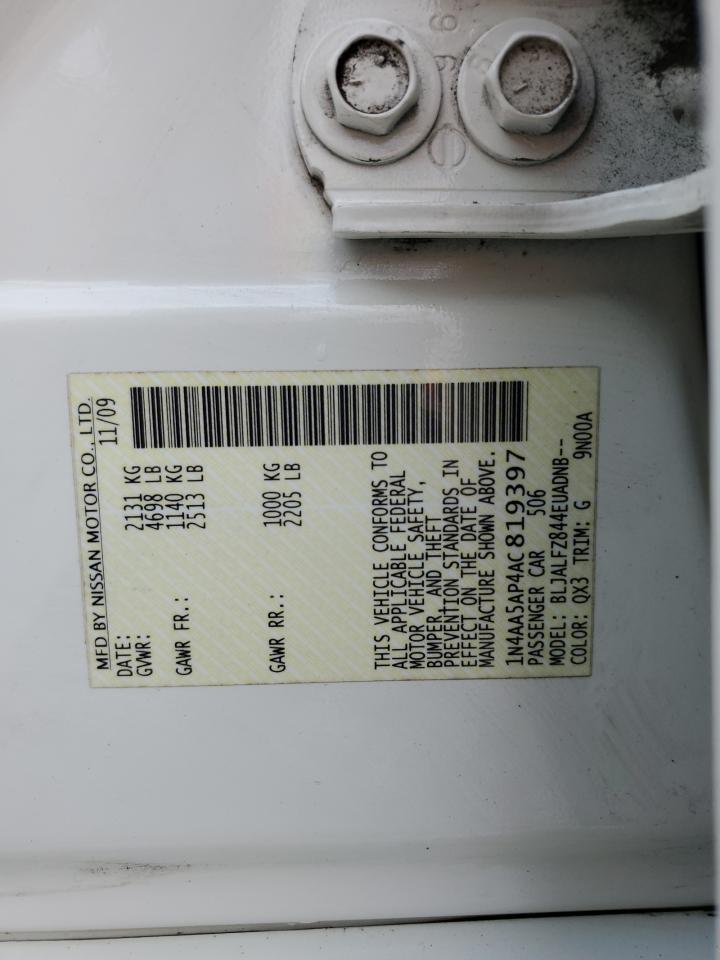 MFD BY NISSAN MOTOR CO., LTD.
DATE: 11/09
GVWR: 2131 KG
4698 LB
GAWR FR.: 1140 KG
2513 LB
GAWR RR.: 1000 KG
2205 LB
THIS VEHICLE CONFORMS TO
ALL APPLICABLE FEDERAL
MOTOR VEHICLE SAFETY,
BUMPER, AND THEFT
PREVENTION STANDARDS IN
EFFECT ON THE DATE OF
MANUFACTURE SHOWN ABOVE.
1N4AA5AP4AC819397
PASSENGER CAR 506
MODEL: BLJALFZ844EUADNB--
COLOR: QX3 TRIM: G 9N00A